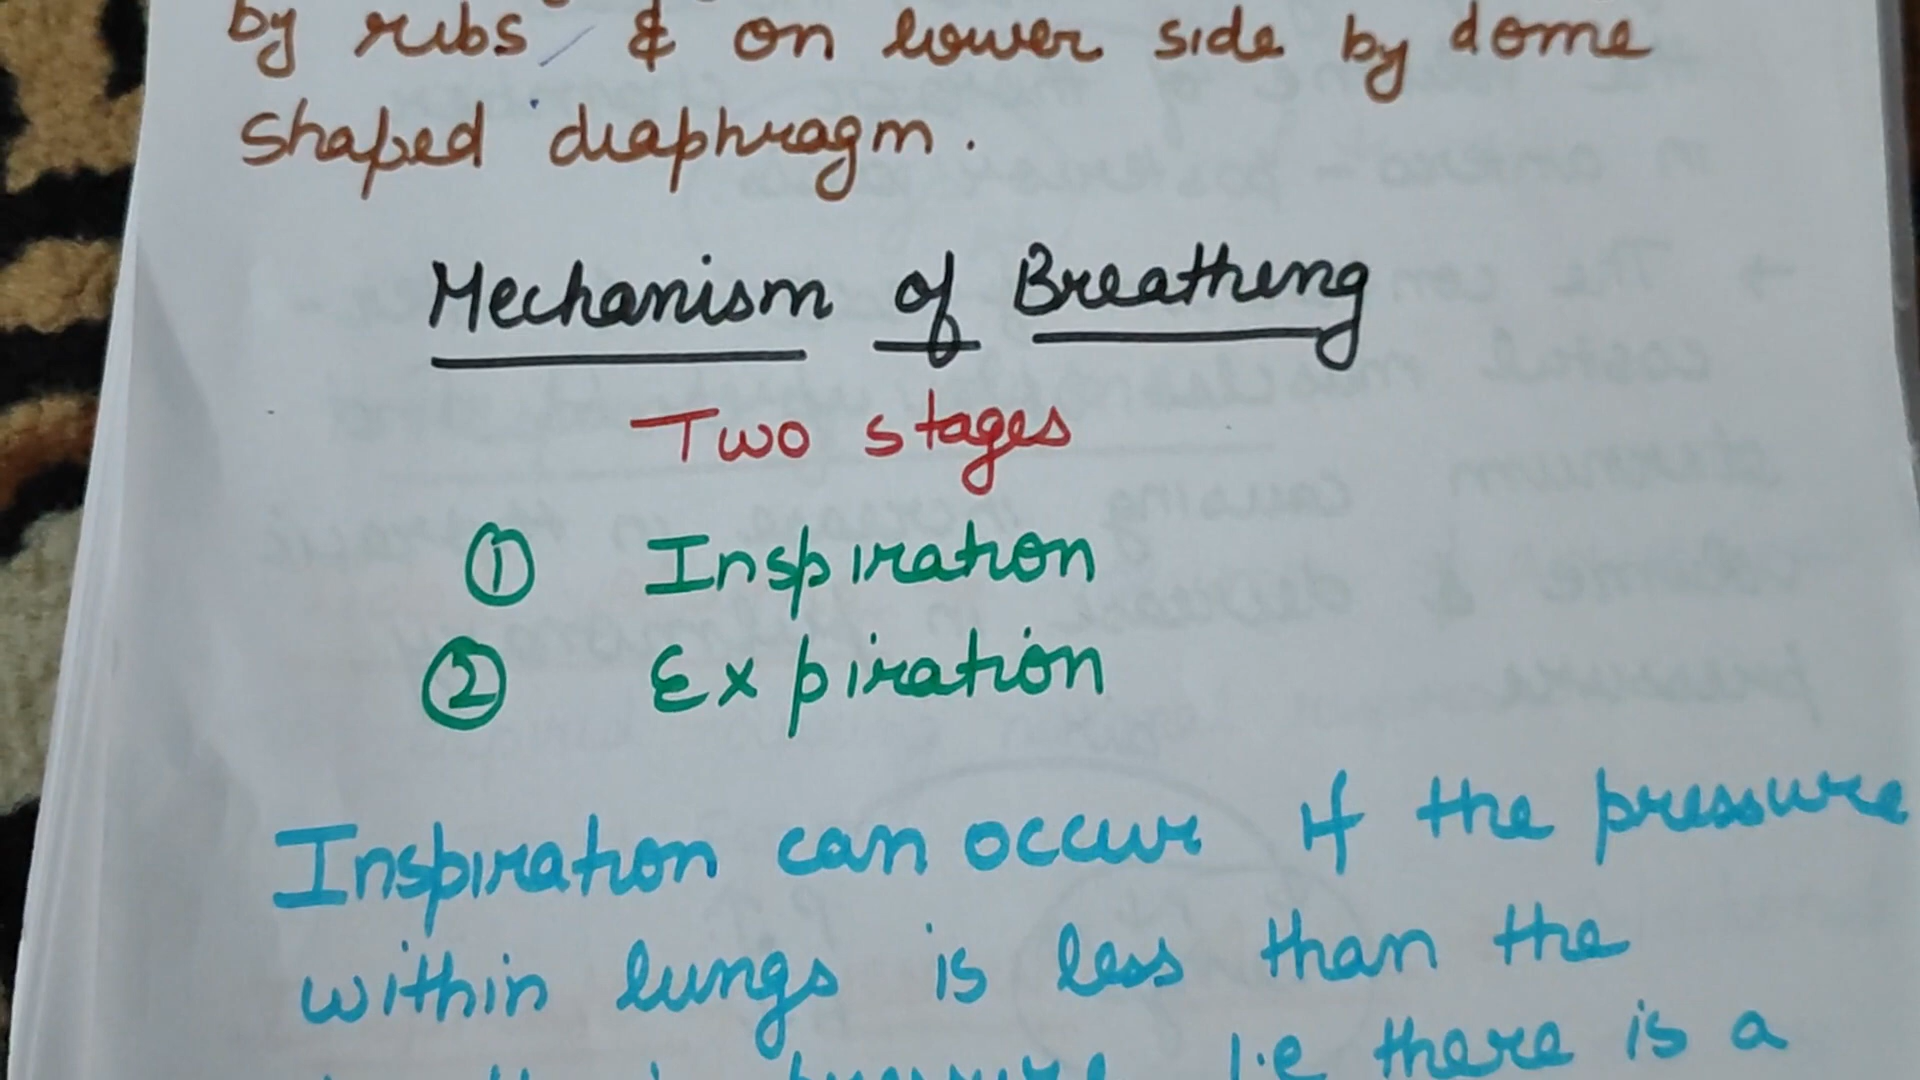 by ribs & on lower side by dome
shaped diaphragm.
Mechanism of Breathing
Two stages
① Inspiration
② Expiration
Inspiration can occur if the pressure
within lungs is less than the
pressure i.e there is a